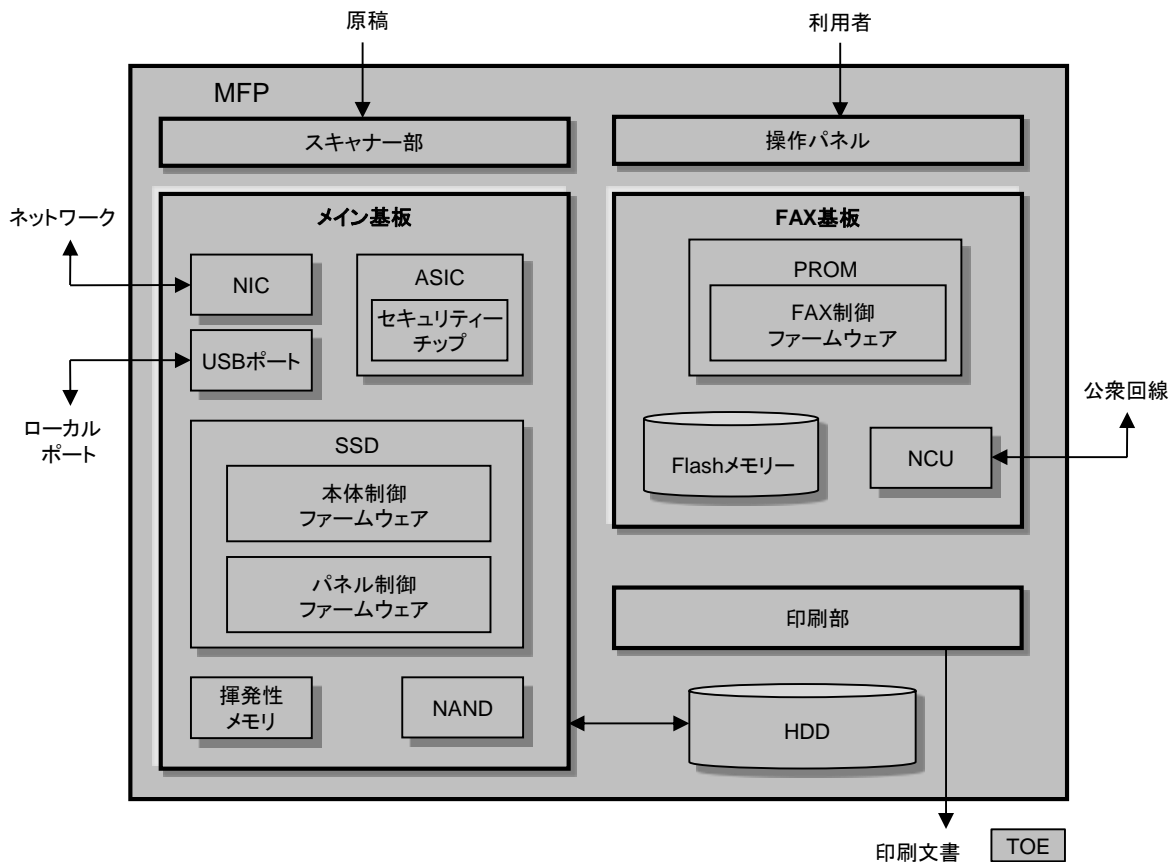 原稿
利用者
MFP
スキャナー部
操作パネル
ネットワーク
メイン基板
FAX基板
NIC
ASIC
セキュリティー
チップ
PROM
FAX制御
ファームウェア
USBポート
ローカル
ポート
公衆回線
SSD
本体制御
ファームウェア
Flashメモリー
NCU
パネル制御
ファームウェア
印刷部
揮発性
メモリ
NAND
HDD
印刷文書
TOE